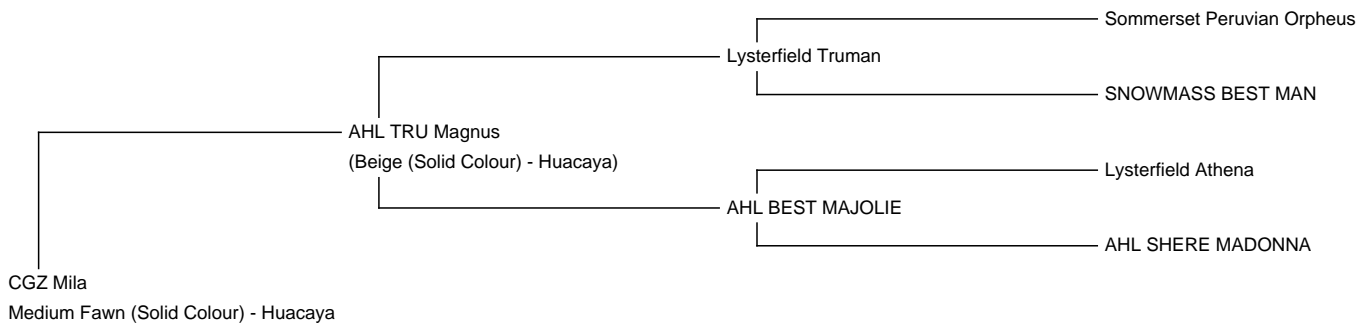 Sommerset Peruvian Orpheus
Lysterfield Truman
SNOWMASS BEST MAN
AHL TRU Magnus
(Beige (Solid Colour) - Huacaya)
Lysterfield Athena
AHL BEST MAJOLIE
AHL SHERE MADONNA
CGZ Mila
Medium Fawn (Solid Colour) - Huacaya